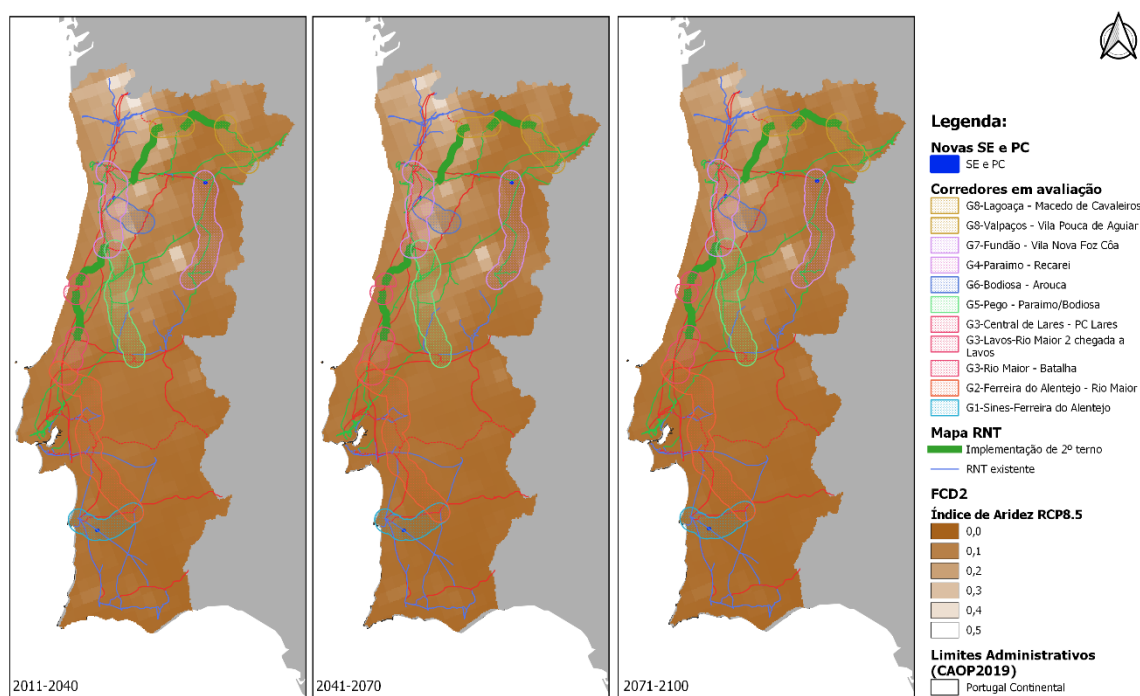 2011-2040
2041-2070
2071-2100
Legenda:
Novas SE e PC
SE e PC
Corredores em avaliação
G8-Lagoaça - Macedo de Cavaleiros
G8-Valpaços - Vila Pouca de Aguiar
G7-Fundão - Vila Nova Foz Côa
G4-Paraimo - Recarei
G6-Bodiosa - Arouca
G5-Pego - Paraimo/Bodiosa
G3-Central de Lares - PC Lares
G3-Lavos-Rio Maior 2 chegada a
Lavos
G3-Rio Maior - Batalha
G2-Ferreira do Alentejo - Rio Maior
G1-Sines-Ferreira do Alentejo
Mapa RNT
Implementação de 2º terno
RNT existente
FCD2
Índice de Aridez RCP8.5
0,0
0,1
0,2
0,3
0,4
0,5
Limites Administrativos
(CAOP2019)
Portugal Continental